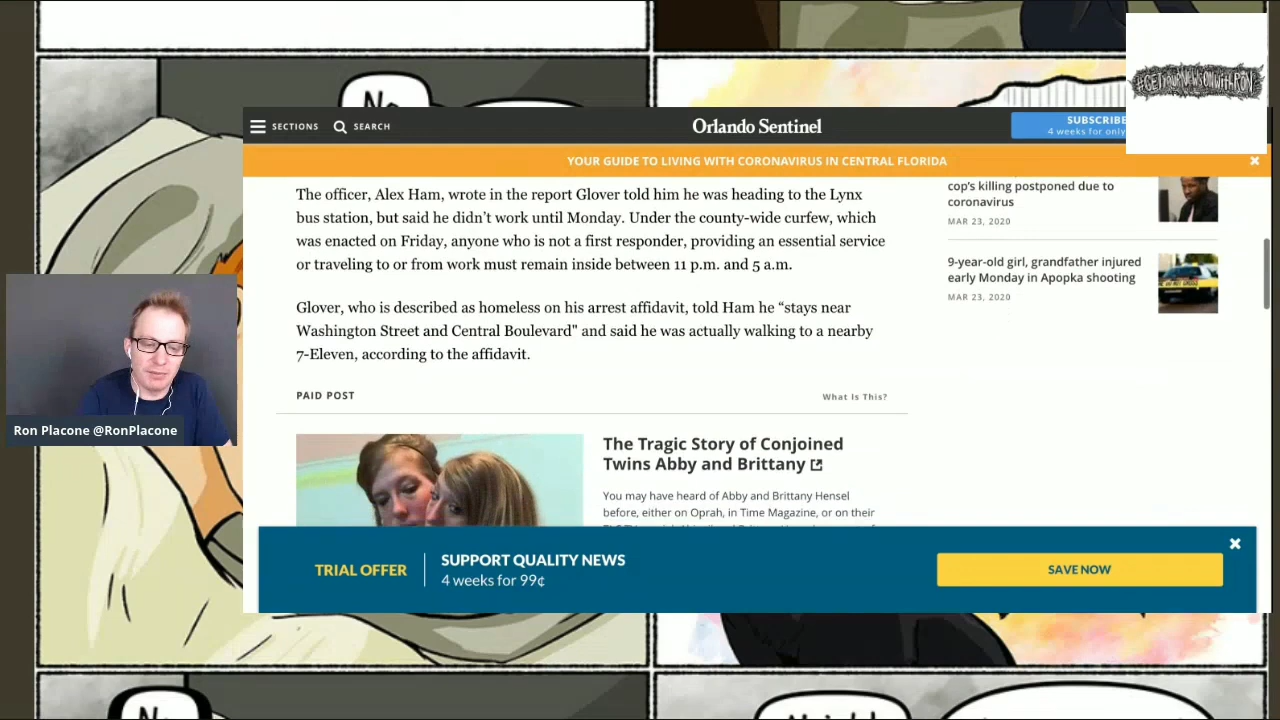 No
#GETYOURNEWSONWITHRON
SECTIONS
SEARCH
Orlando Sentinel
SUBSCRIBE
4 weeks for only
YOUR GUIDE TO LIVING WITH CORONAVIRUS IN CENTRAL FLORIDA
The officer, Alex Ham, wrote in the report Glover told him he was heading to the Lynx
bus station, but said he didn’t work until Monday. Under the county-wide curfew, which
was enacted on Friday, anyone who is not a first responder, providing an essential service
or traveling to or from work must remain inside between 11 p.m. and 5 a.m.
Glover, who is described as homeless on his arrest affidavit, told Ham he “stays near
Washington Street and Central Boulevard" and said he was actually walking to a nearby
7-Eleven, according to the affidavit.
cop’s killing postponed due to
coronavirus
MAR 23, 2020
9-year-old girl, grandfather injured
early Monday in Apopka shooting
MAR 23, 2020
Ron Placone @RonPlacone
PAID POST
What Is This?
The Tragic Story of Conjoined
Twins Abby and Brittany
You may have heard of Abby and Brittany Hensel
before, either on Oprah, in Time Magazine, or on their
TRIAL OFFER
SUPPORT QUALITY NEWS
4 weeks for 99¢
SAVE NOW